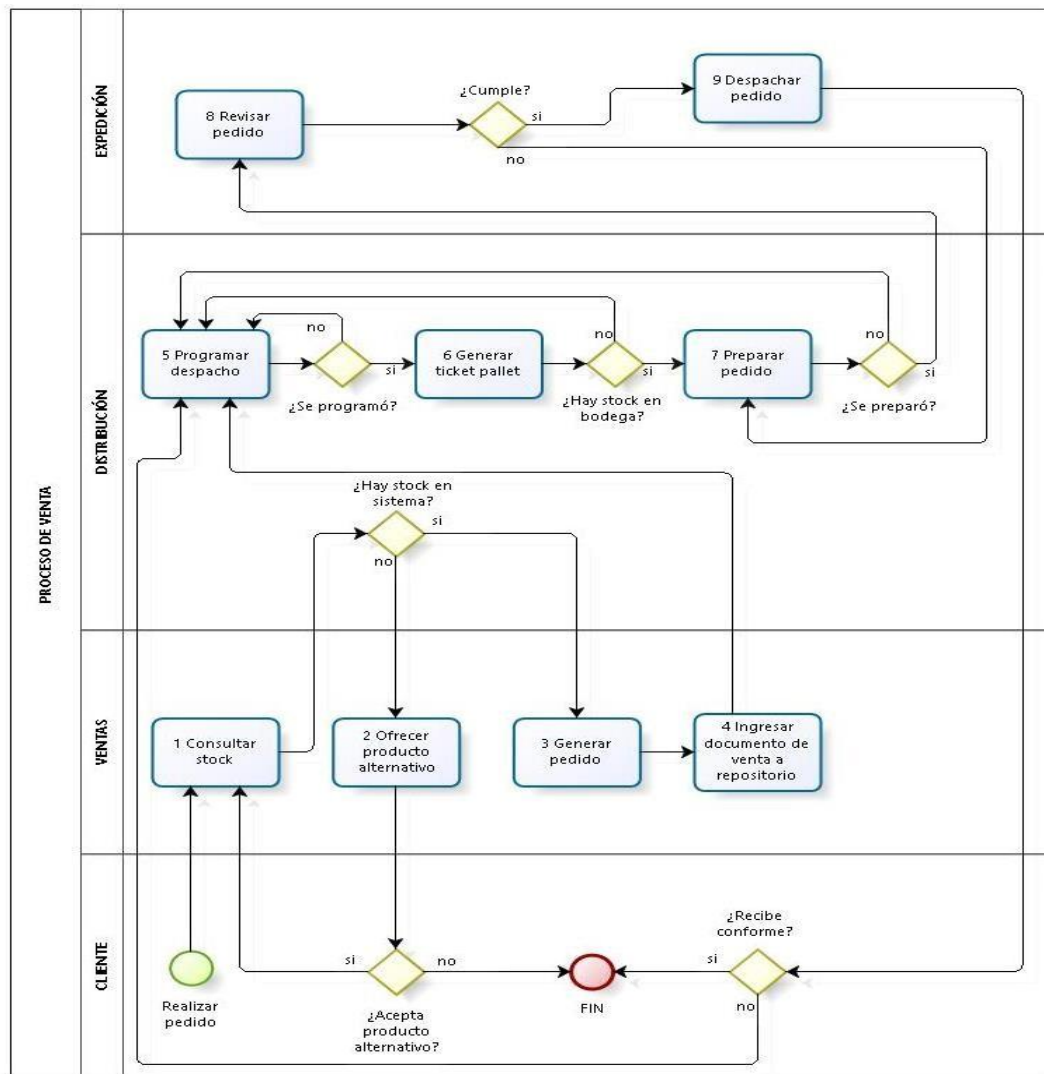 PROCESO DE VENTA
EXPEDICIÓN
8 Revisar
pedido
¿Cumple?
si
no
9 Despachar
pedido
DISTRIBUCIÓN
5 Programar
despacho
no
si
¿Se programó?
6 Generar
ticket pallet
no
si
¿Hay stock en
bodega?
7 Preparar
pedido
no
si
¿Se preparó?
¿Hay stock en
sistema?
si
no
VENTAS
1 Consultar
stock
2 Ofrecer
producto
alternativo
3 Generar
pedido
4 Ingresar
documento de
venta a
repositorio
CLIENTE
Realizar
pedido
si
no
¿Acepta
producto
alternativo?
FIN
¿Recibe
conforme?
si
no